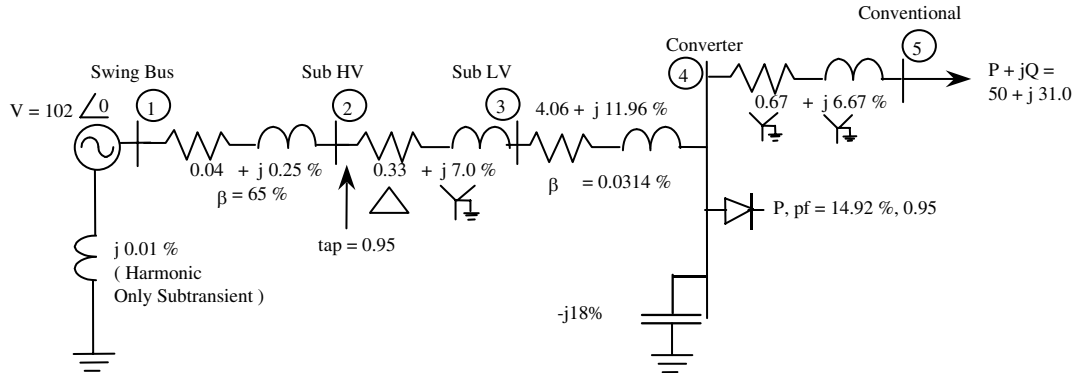 Conventional
5
Converter
4
P + jQ =
50 + j 31.0
Swing Bus
Sub HV
Sub LV
V = 102 0
1
2
3
4.06 + j 11.96 %
0.67 + j 6.67 %
0.04 + j 0.25 %
β = 65 %
0.33 + j 7.0 %
β = 0.0314 %
P, pf = 14.92 %, 0.95
tap = 0.95
j 0.01 %
( Harmonic
Only Subtransient )
-j18%